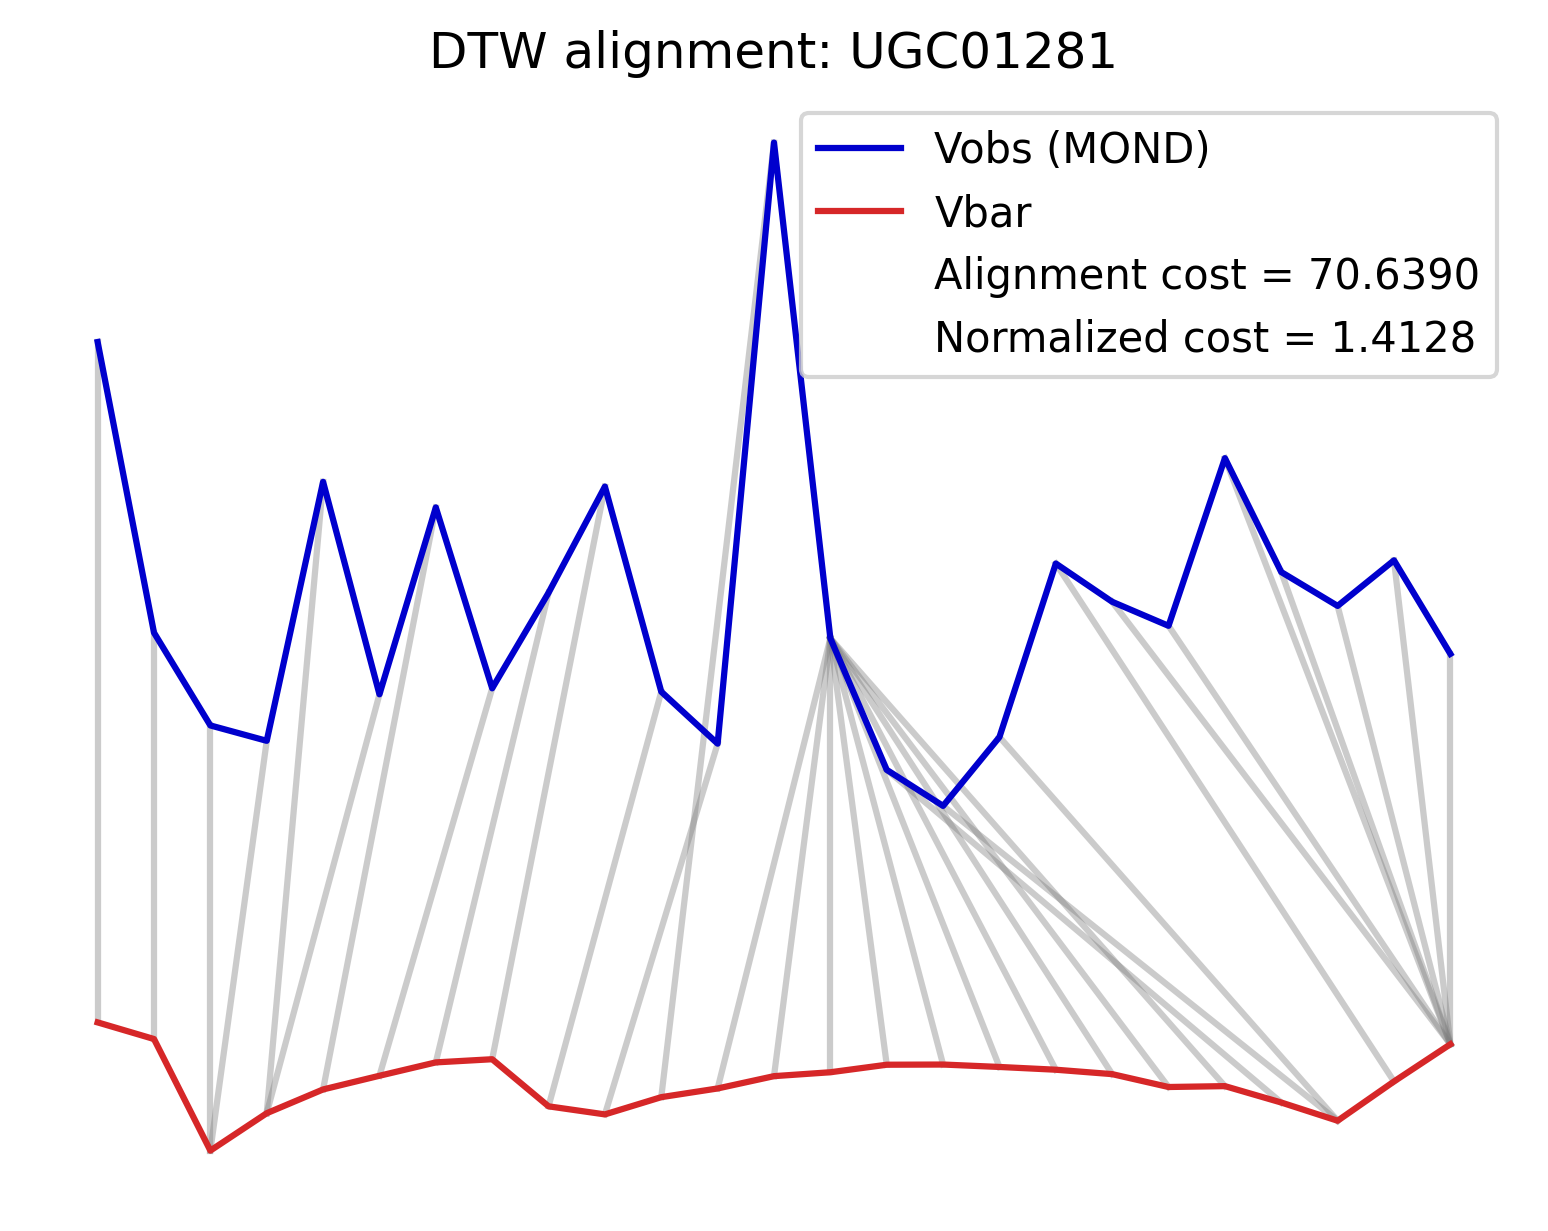 DTW alignment: UGC01281
Vobs (MOND)
Vbar
Alignment cost = 70.6390
Normalized cost = 1.4128